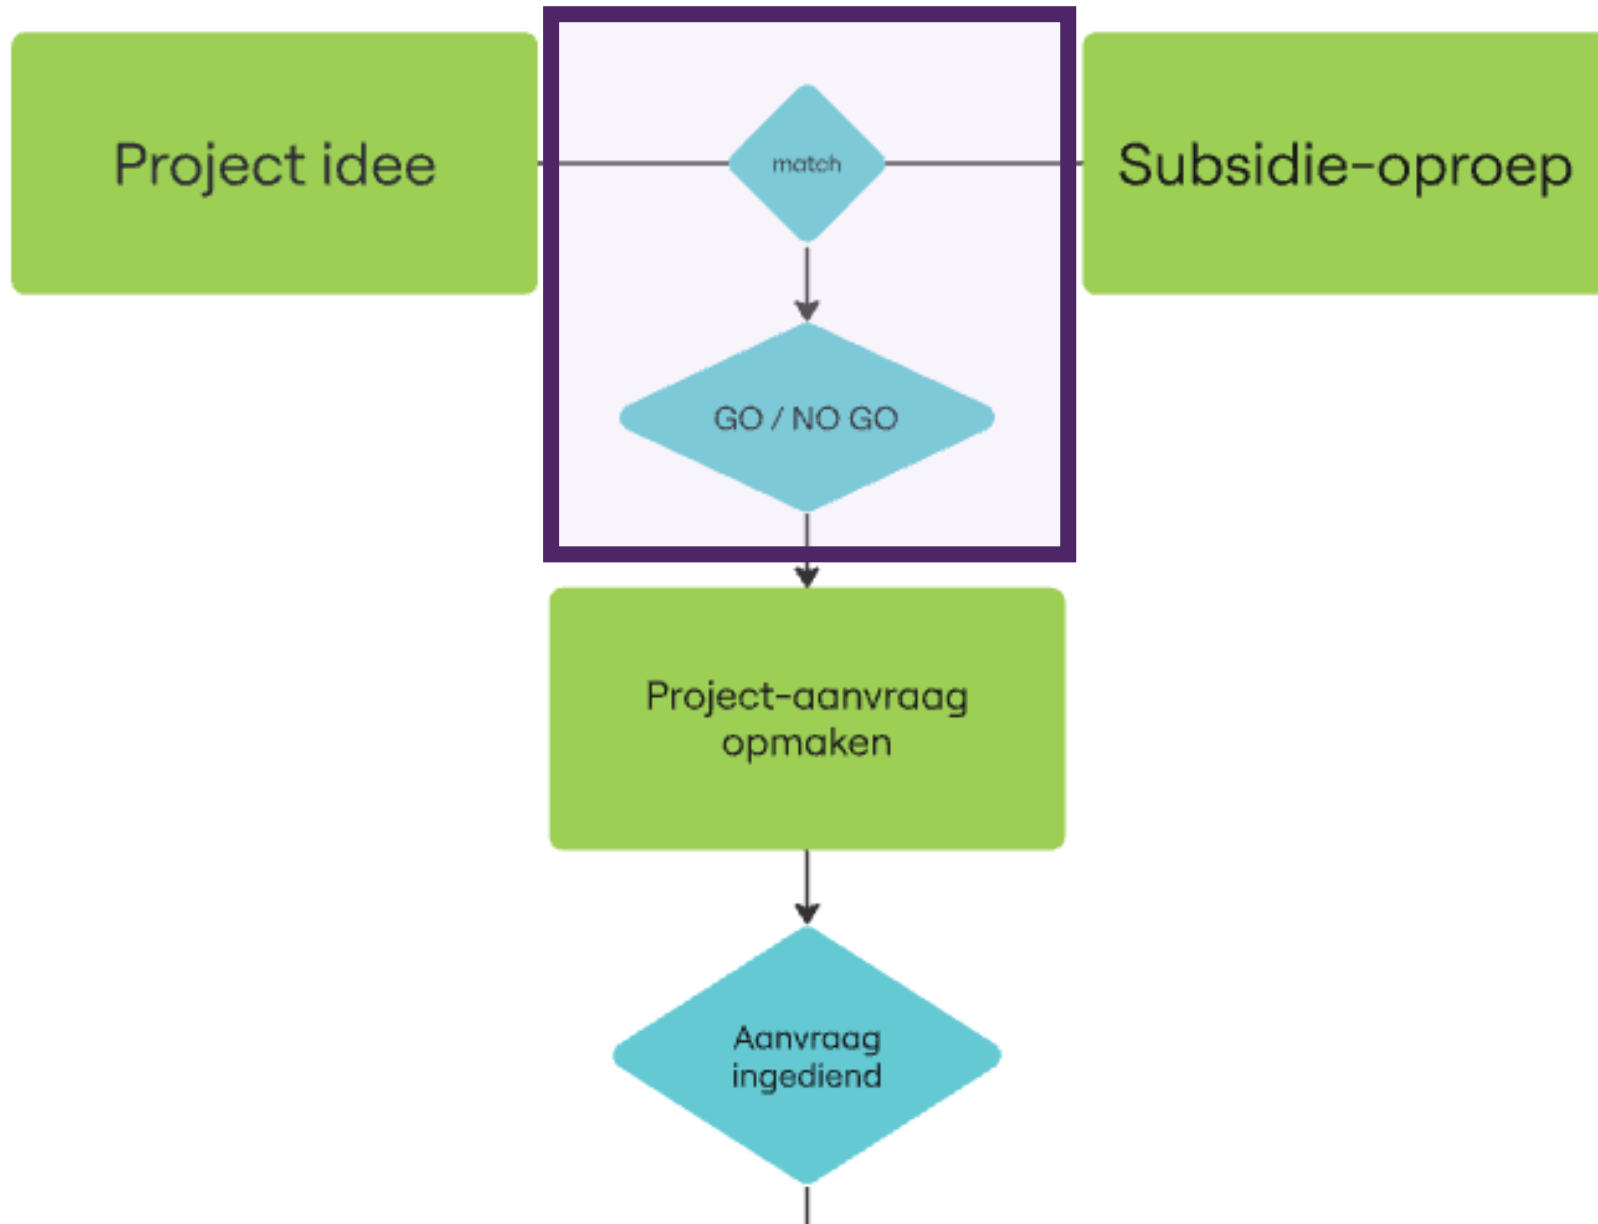 Project idee
match
Subsidie-oproep
GO / NO GO
Project-aanvraag
opmaken
Aanvraag
ingediend